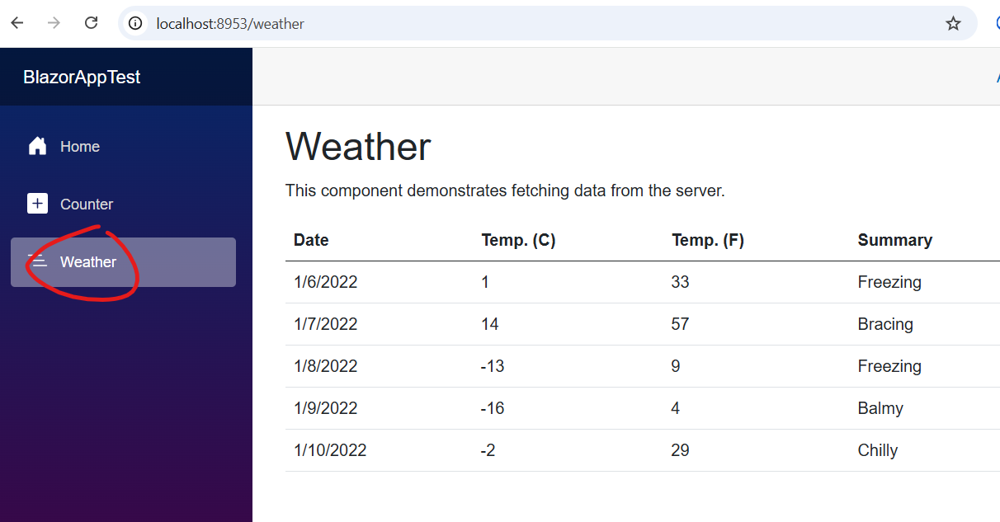 localhost:8953/weather
BlazorAppTest
Home
Counter
Weather
Weather
This component demonstrates fetching data from the server.
Date Temp. (C) Temp. (F) Summary
1/6/2022 1 33 Freezing
1/7/2022 14 57 Bracing
1/8/2022 -13 9 Freezing
1/9/2022 -16 4 Balmy
1/10/2022 -2 29 Chilly